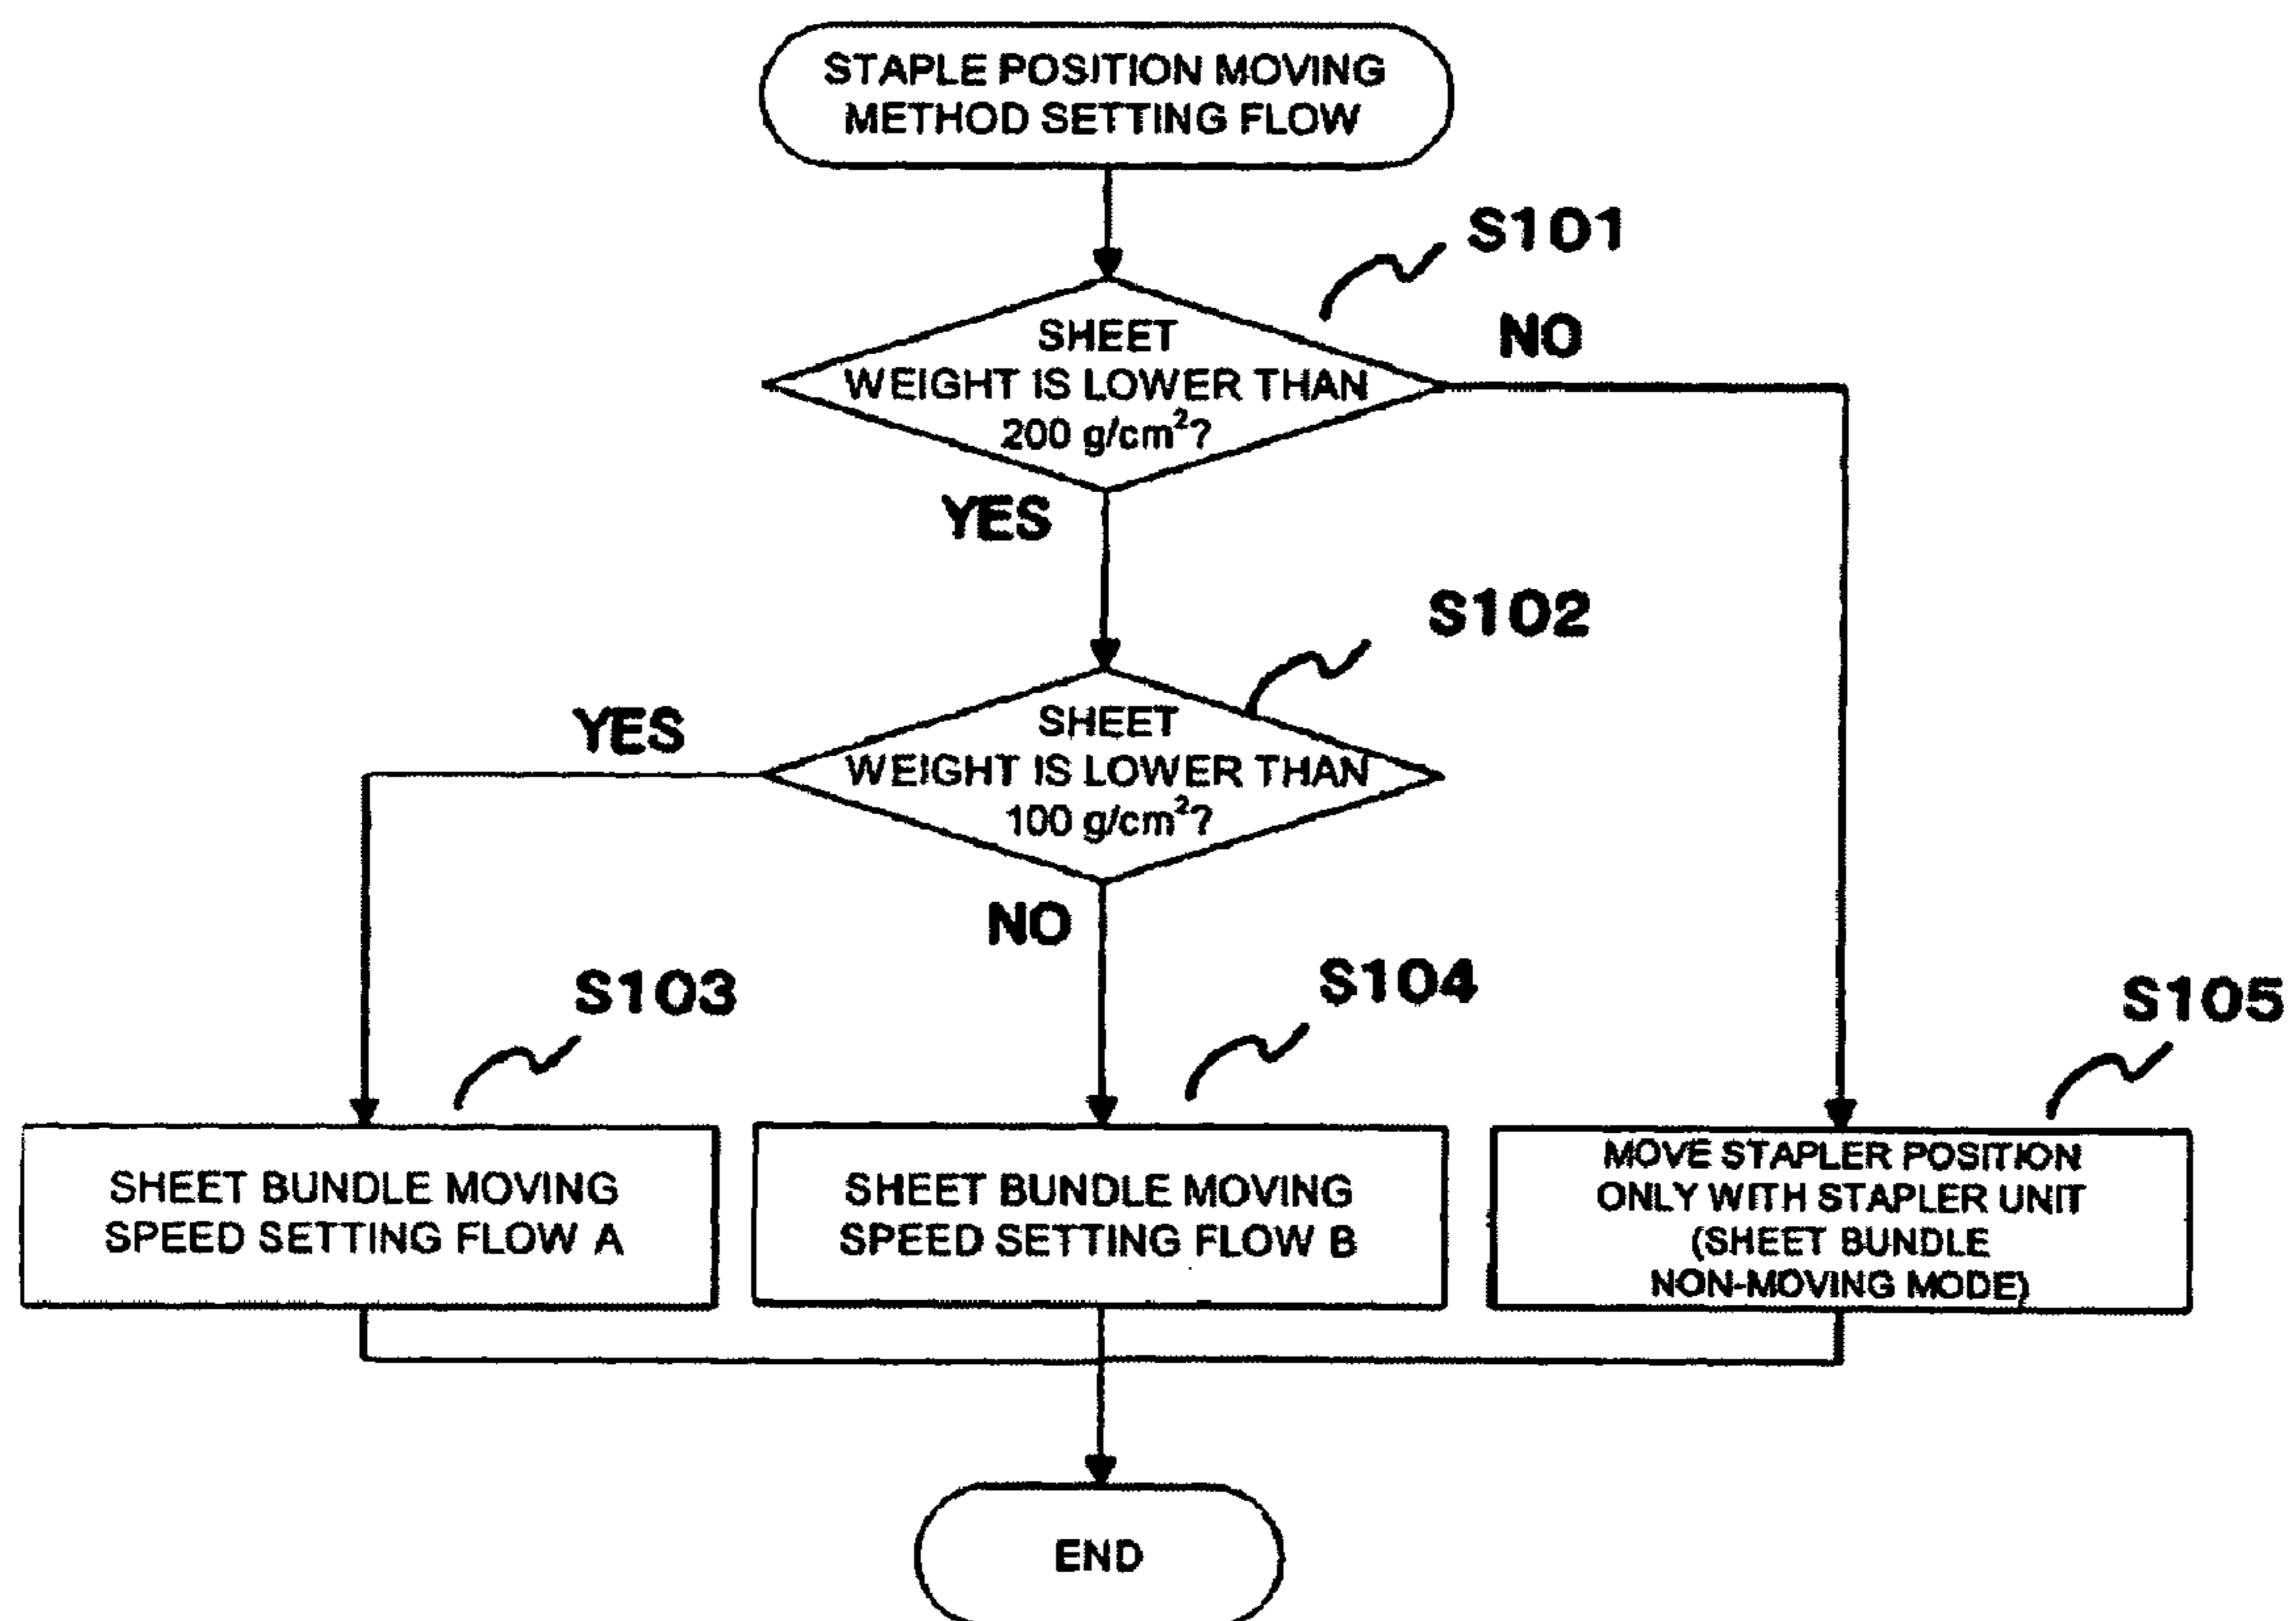 STAPLE POSITION MOVING
METHOD SETTING FLOW
S101
SHEET
WEIGHT IS LOWER THAN
200 g/cm²?
NO
YES
S102
SHEET
WEIGHT IS LOWER THAN
100 g/cm²?
YES
NO
S103
S104
S105
SHEET BUNDLE MOVING
SPEED SETTING FLOW A
SHEET BUNDLE MOVING
SPEED SETTING FLOW B
MOVE STAPLER POSITION
ONLY WITH STAPLER UNIT
(SHEET BUNDLE
NON-MOVING MODE)
END